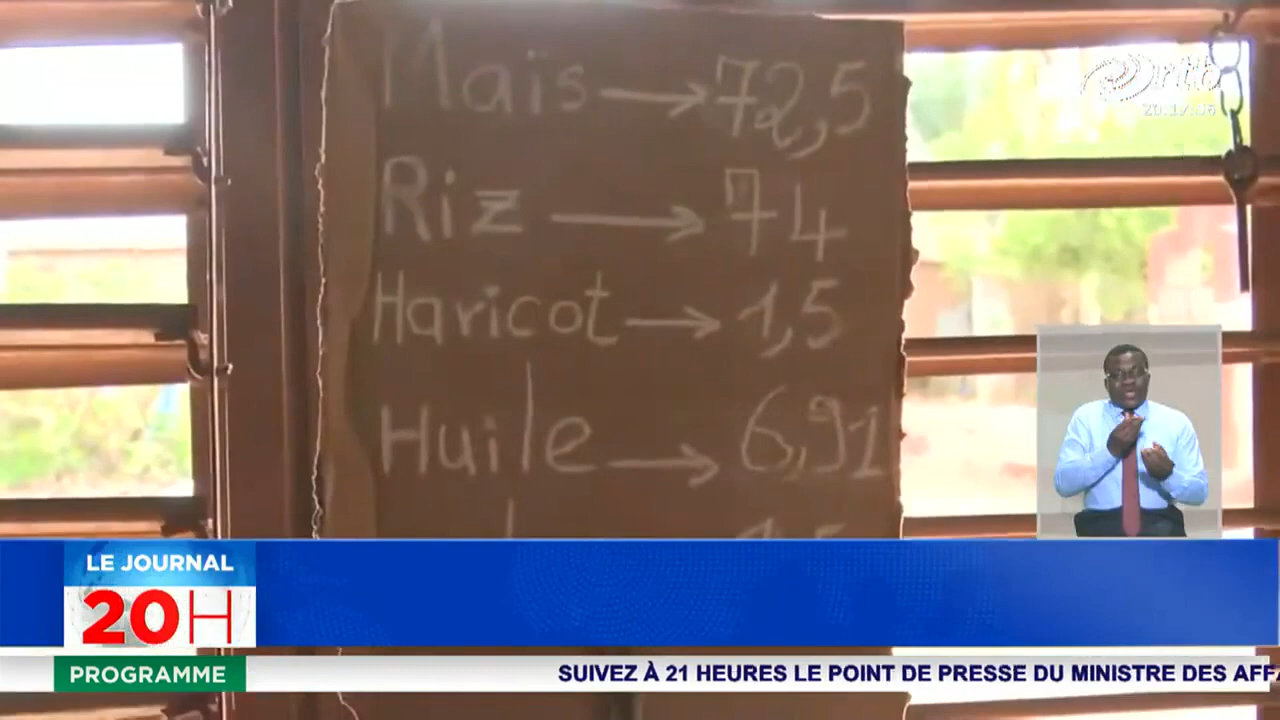 Maïs → 72,5
Riz → 74
Haricot → 1,5
Huile → 6,91
LE JOURNAL
20H
PROGRAMME
SUIVEZ À 21 HEURES LE POINT DE PRESSE DU MINISTRE DES AFFA